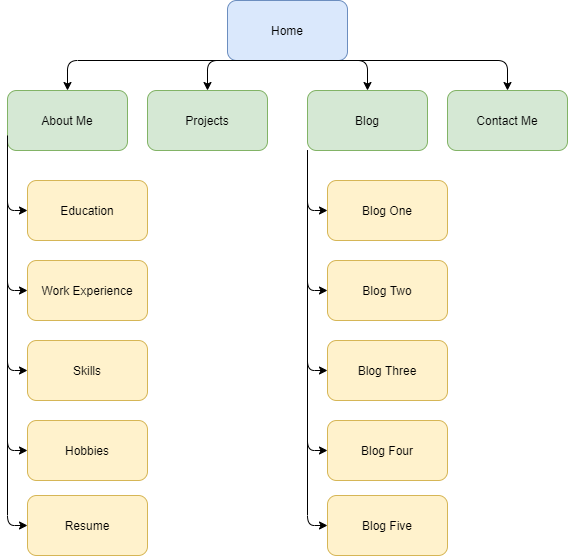 Home
About Me
Projects
Blog
Contact Me
Education
Work Experience
Skills
Hobbies
Resume
Blog One
Blog Two
Blog Three
Blog Four
Blog Five